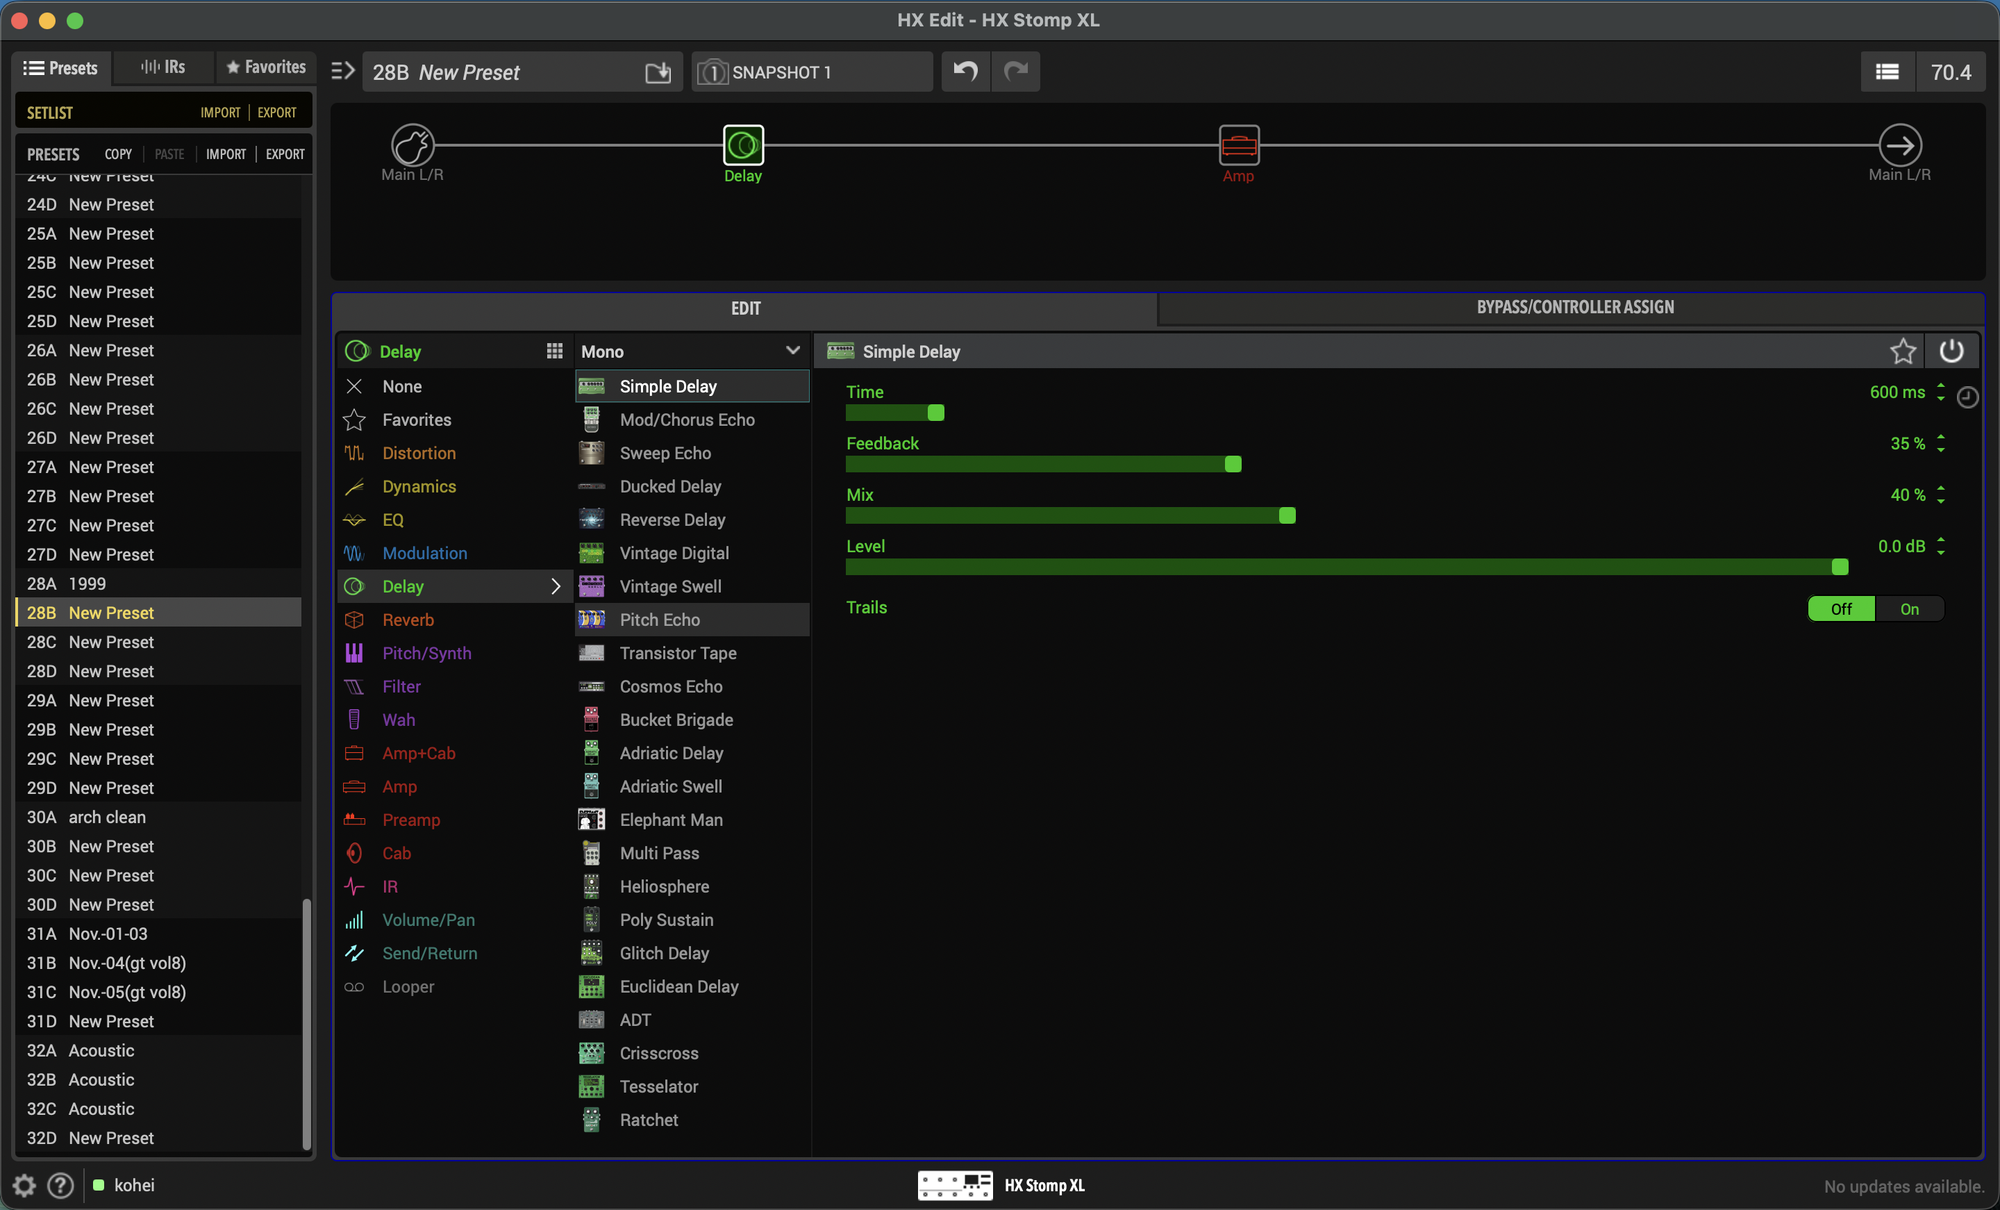 HX Edit - HX Stomp XL
Presets
IRs
Favorites
28B New Preset
1 SNAPSHOT 1
70.4
SETLIST
IMPORT
EXPORT
PRESETS
COPY
PASTE
IMPORT
EXPORT
24C New Preset
24D New Preset
25A New Preset
25B New Preset
25C New Preset
25D New Preset
26A New Preset
26B New Preset
26C New Preset
26D New Preset
27A New Preset
27B New Preset
27C New Preset
27D New Preset
28A 1999
28B New Preset
28C New Preset
28D New Preset
29A New Preset
29B New Preset
29C New Preset
29D New Preset
30A arch clean
30B New Preset
30C New Preset
30D New Preset
31A Nov.-01-03
31B Nov.-04(gt vol8)
31C Nov.-05(gt vol8)
31D New Preset
32A Acoustic
32B Acoustic
32C Acoustic
32D New Preset
Main L/R
Delay
Amp
Main L/R
EDIT
BYPASS/CONTROLLER ASSIGN
Delay
None
Favorites
Distortion
Dynamics
EQ
Modulation
Delay
Reverb
Pitch/Synth
Filter
Wah
Amp+Cab
Amp
Preamp
Cab
IR
Volume/Pan
Send/Return
Looper
Mono
Simple Delay
Mod/Chorus Echo
Sweep Echo
Ducked Delay
Reverse Delay
Vintage Digital
Vintage Swell
Pitch Echo
Transistor Tape
Cosmos Echo
Bucket Brigade
Adriatic Delay
Adriatic Swell
Elephant Man
Multi Pass
Heliosphere
Poly Sustain
Glitch Delay
Euclidean Delay
ADT
Crisscross
Tesselator
Ratchet
Simple Delay
Time 600 ms
Feedback 35 %
Mix 40 %
Level 0.0 dB
Trails Off On
kohei
HX Stomp XL
No updates available.